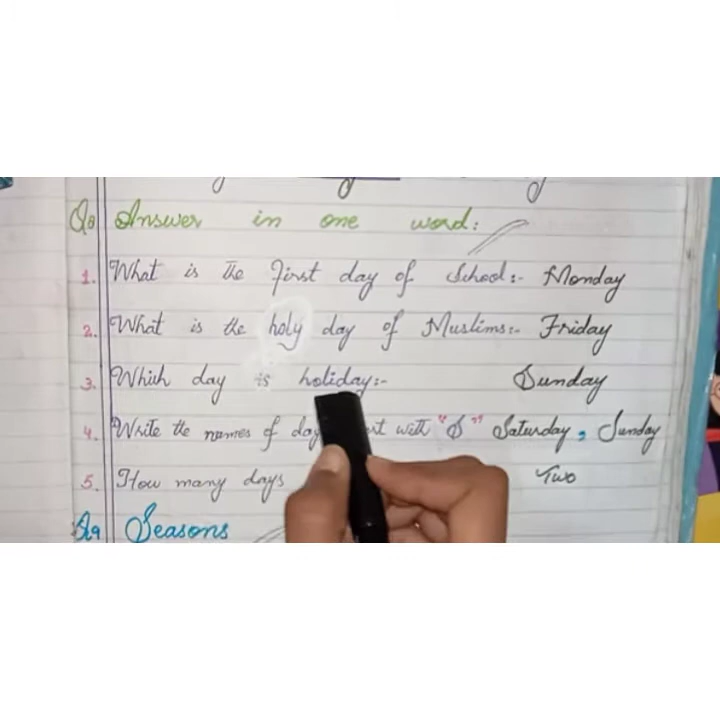 Q8 Answer in one word:
1. What is the first day of School:- Monday
2. What is the holy day of Muslims:- Friday
3. Which day is holiday:- Sunday
4. Write the names of day with "S" Saturday, Sunday
5. How many days Two
Q9 Seasons